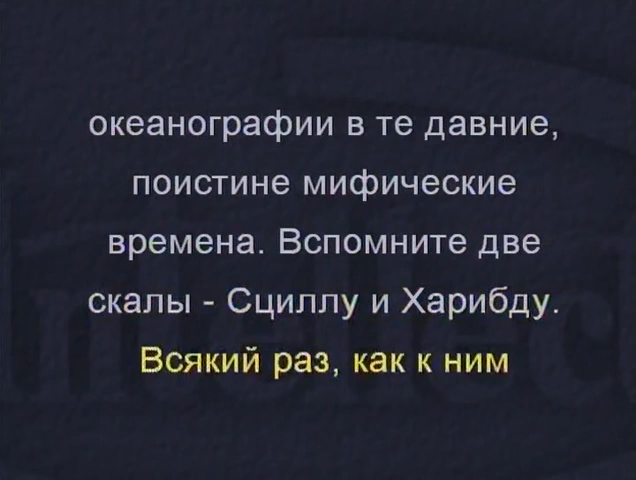 океанографии в те давние,
поистине мифические
времена. Вспомните две
скалы - Сциллу и Харибду.
Всякий раз, как к ним